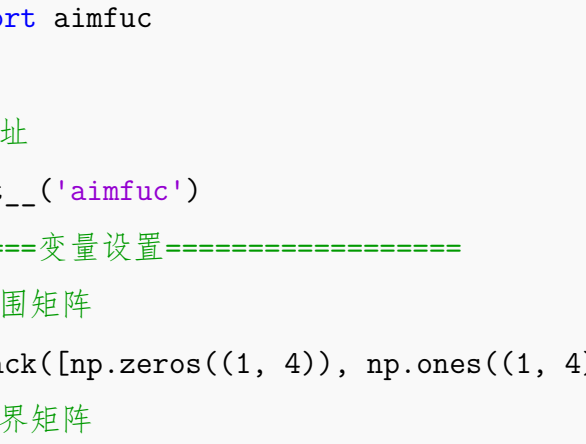 ort aimfuc
址
__('aimfuc')
===变量设置==================
围矩阵
ack([np.zeros((1, 4)), np.ones((1, 4)
界矩阵